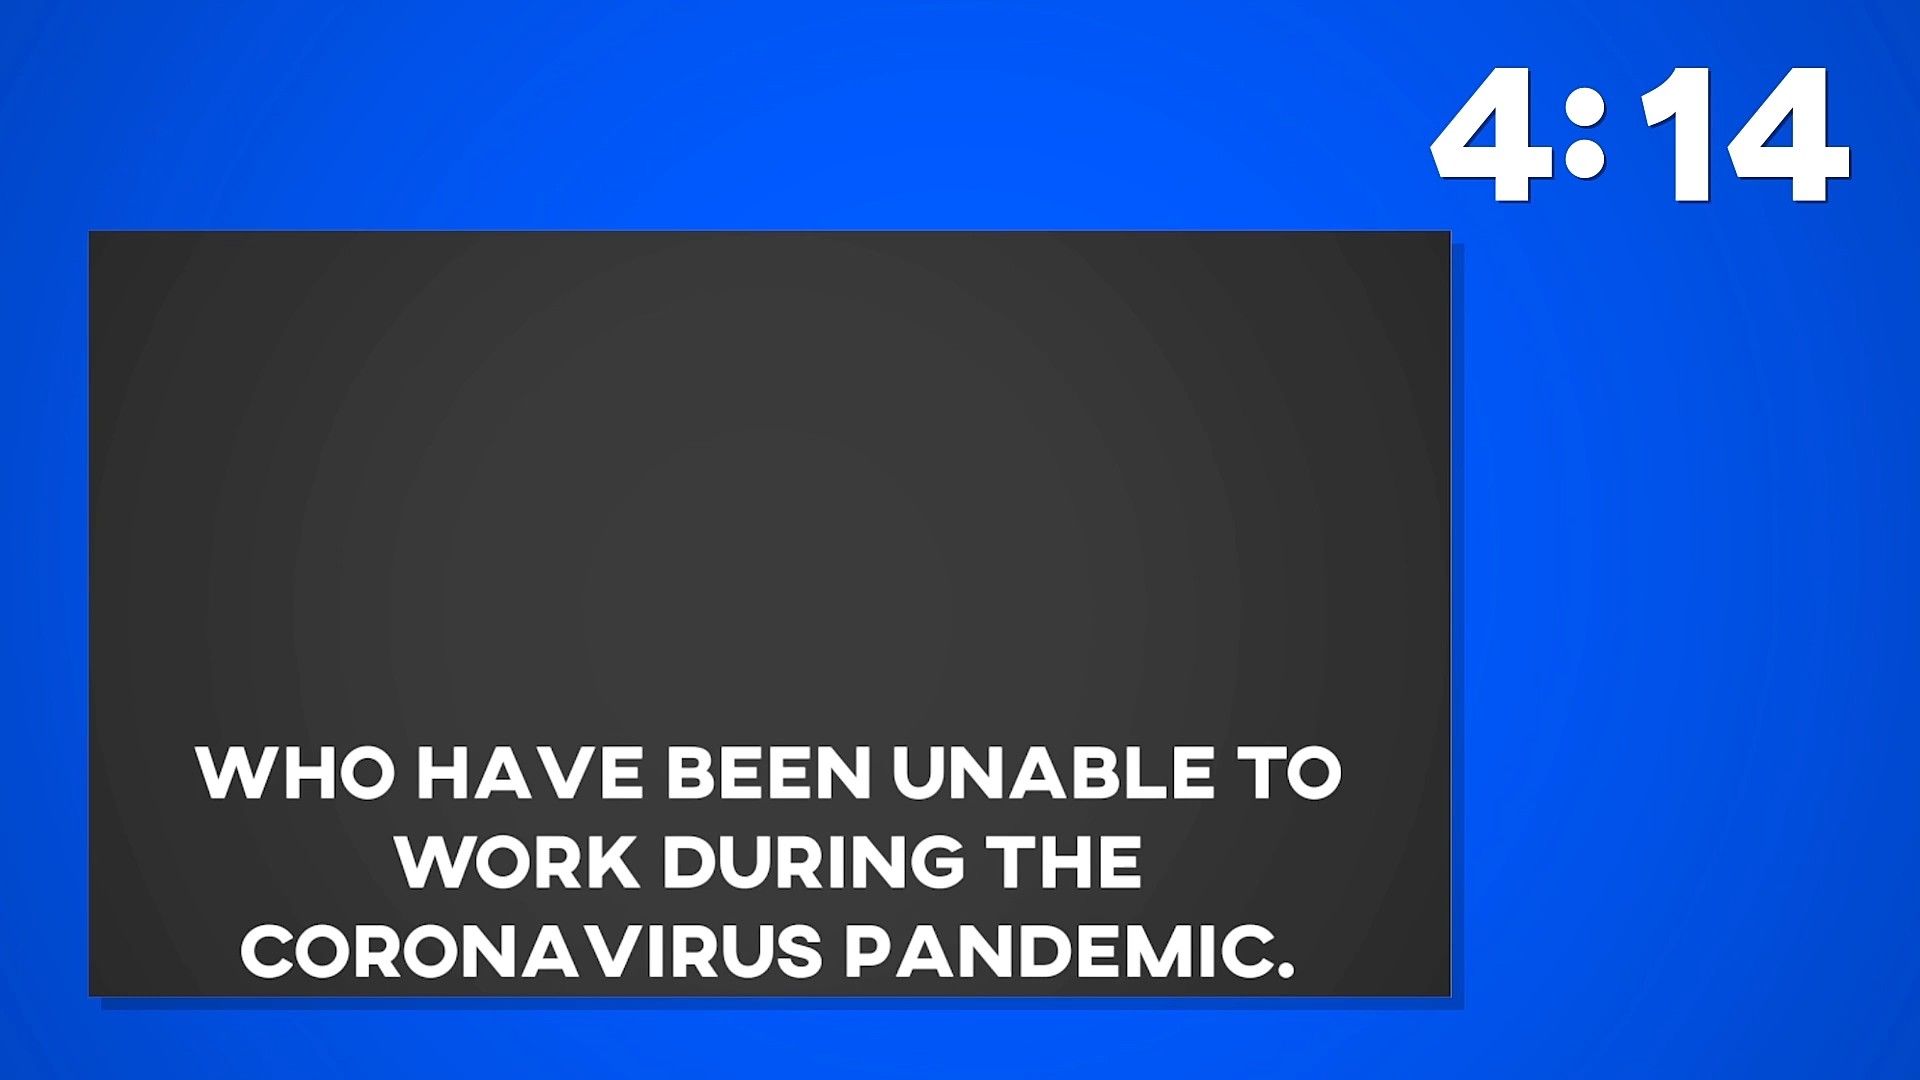 4:14
WHO HAVE BEEN UNABLE TO
WORK DURING THE
CORONAVIRUS PANDEMIC.